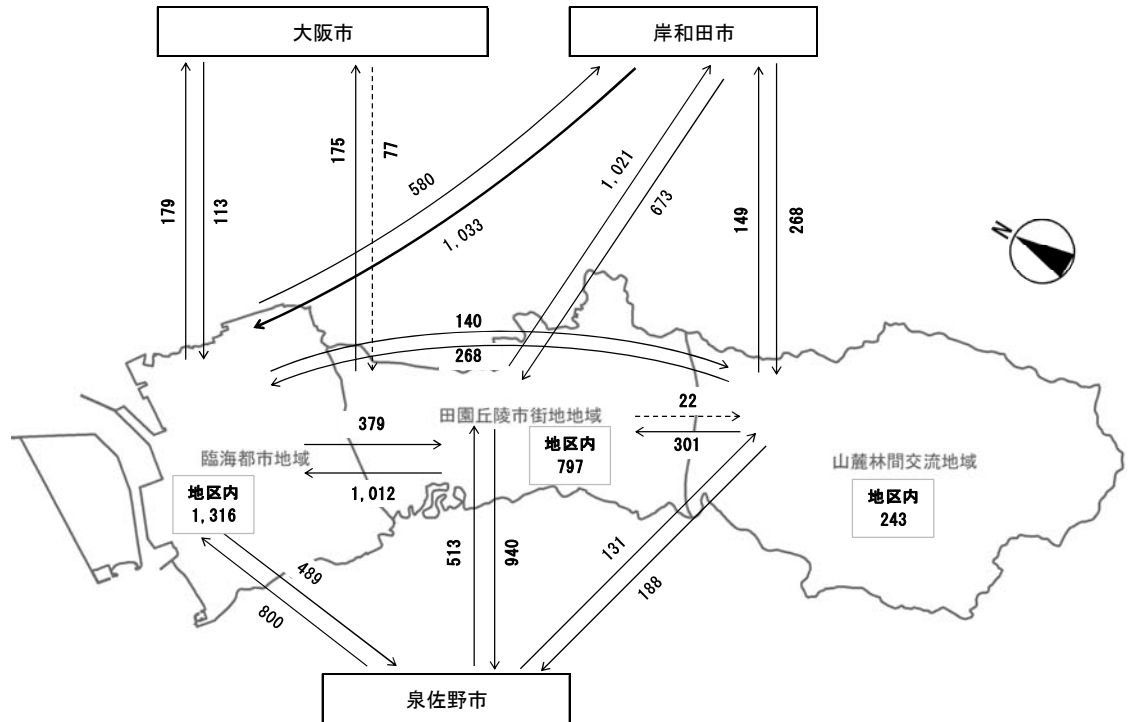 大阪市
岸和田市
179
113
175
77
580
1,033
1,021
673
149
268
N
140
268
22
379
田園丘陵市街地地域
301
臨海都市地域
地区内
797
山麓林間交流地域
1,012
地区内
1,316
地区内
243
513
940
131
188
489
800
泉佐野市